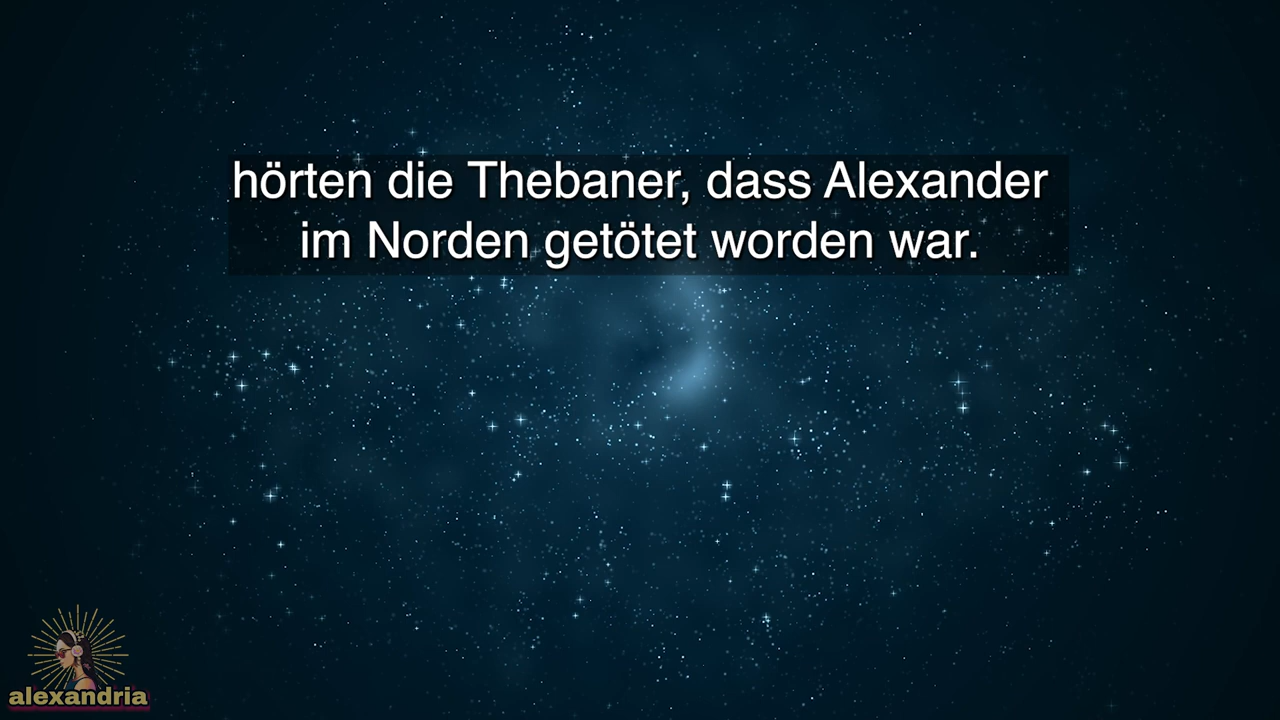 hörten die Thebaner, dass Alexander
im Norden getötet worden war.
alexandria